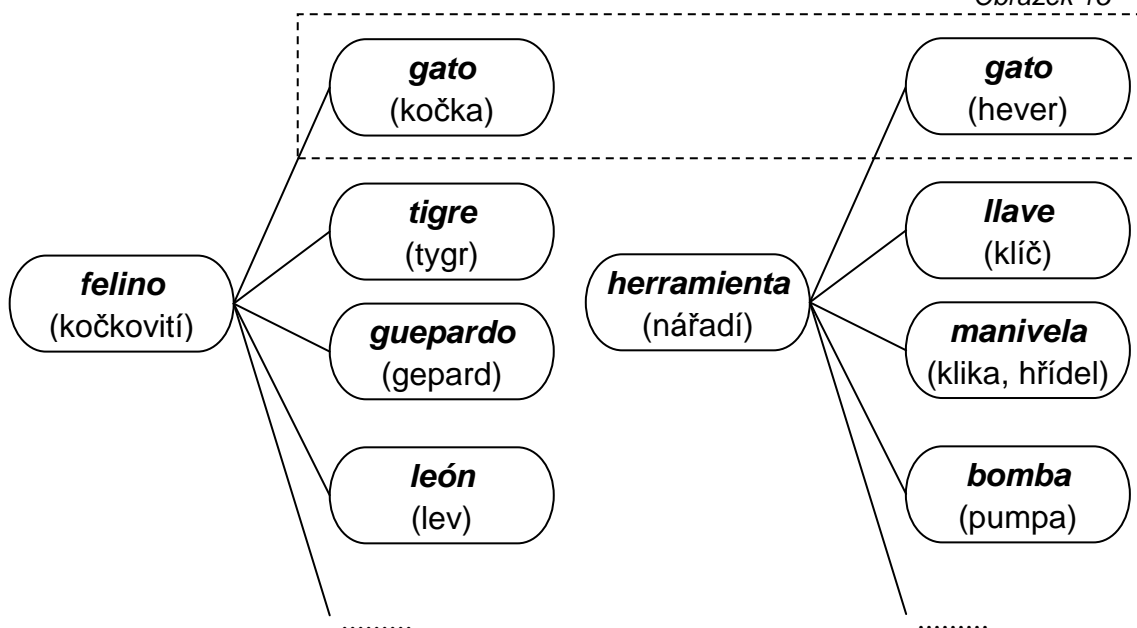 Obrázek
gato
(kočka)
tigre
(tygr)
felino
(kočkovití)
guepardo
(gepard)
león
(lev)
.........
gato
(hever)
llave
(klíč)
herramienta
(nářadí)
manivela
(klika, hřídel)
bomba
(pumpa)
.........